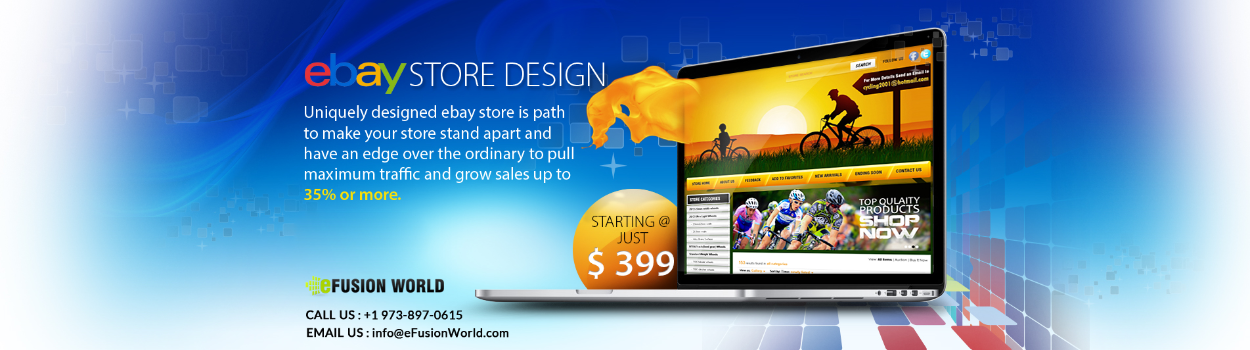 ebay STORE DESIGN
Uniquely designed ebay store is path
to make your store stand apart and
have an edge over the ordinary to pull
maximum traffic and grow sales up to
35% or more.
STARTING @
JUST
$ 399
eFUSION WORLD
CALL US : +1 973-897-0615
EMAIL US : info@eFusionWorld.com
SEARCH
FOLLOW US
For More Details Send an Email to
cycling2001@hotmail.com
STORE HOME ABOUT US FEEDBACK ADD TO FAVORITES NEW ARRIVALS ENDING SOON CONTACT US
STORE CATEGORIES
TOP QULAITY
PRODUCTS
SHOP
NOW